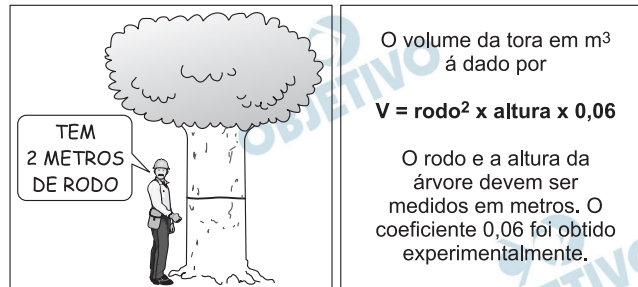 TEM
2 METROS
DE RODO
O volume da tora em m³
á dado por
V = rodo² x altura x 0,06
O rodo e a altura da
árvore devem ser
medidos em metros. O
coeficiente 0,06 foi obtido
experimentalmente.
OBJETIVO
OBJETIVO